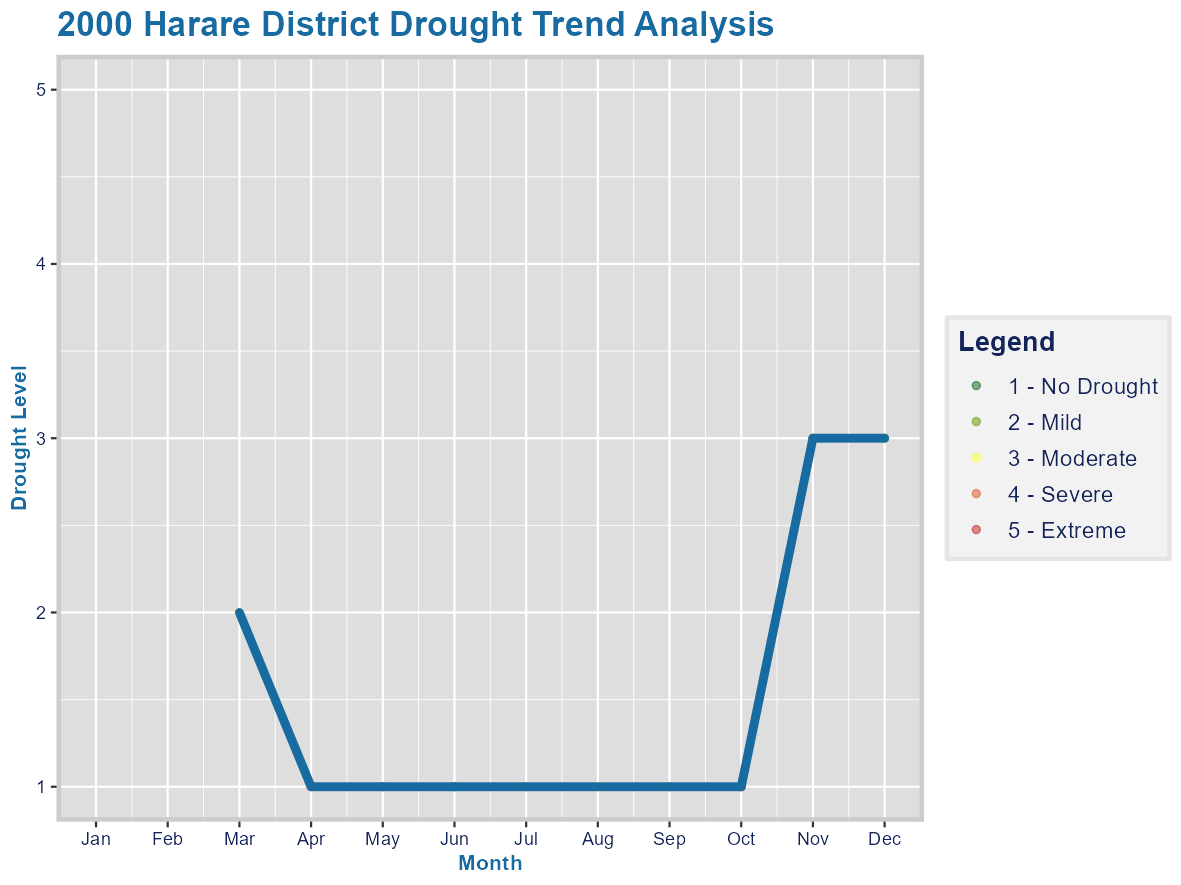 2000 Harare District Drought Trend Analysis
5
4
3
2
1
Drought Level
Jan Feb Mar Apr May Jun Jul Aug Sep Oct Nov Dec
Month
Legend
1 - No Drought
2 - Mild
3 - Moderate
4 - Severe
5 - Extreme